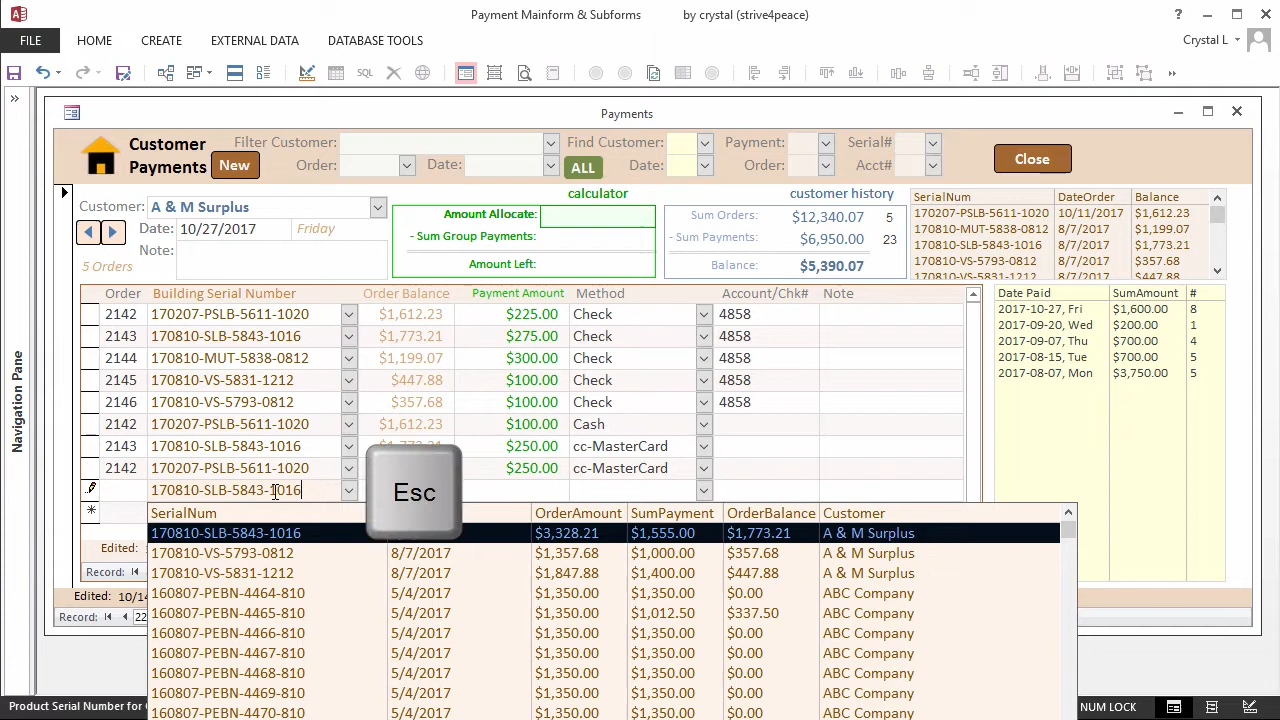 Payment Mainform & Subforms by crystal (strive4peace)
FILE HOME CREATE EXTERNAL DATA DATABASE TOOLS Crystal L
SQL
Payments
Customer Payments New Filter Customer: Find Customer: Payment: Serial# Close
Order: Date: ALL Date: Order: Acct#
Customer: A & M Surplus
Date: 10/27/2017 Friday
Note:
5 Orders
calculator
Amount Allocate:
- Sum Group Payments:
Amount Left:
customer history
Sum Orders: $12,340.07 5
- Sum Payments: $6,950.00 23
Balance: $5,390.07
SerialNum DateOrder Balance
170207-PSLB-5611-1020 10/11/2017 $1,612.23
170810-MUT-5838-0812 8/7/2017 $1,199.07
170810-SLB-5843-1016 8/7/2017 $1,773.21
170810-VS-5793-0812 8/7/2017 $357.68
170810-VS-5831-1212 8/7/2017 $447.88
Order Building Serial Number Order Balance Payment Amount Method Account/Chk# Note
2142 170207-PSLB-5611-1020 $1,612.23 $225.00 Check 4858
2143 170810-SLB-5843-1016 $1,773.21 $275.00 Check 4858
2144 170810-MUT-5838-0812 $1,199.07 $300.00 Check 4858
2145 170810-VS-5831-1212 $447.88 $100.00 Check 4858
2146 170810-VS-5793-0812 $357.68 $100.00 Check 4858
2142 170207-PSLB-5611-1020 $1,612.23 $100.00 Cash
2143 170810-SLB-5843-1016 $1,773.21 $250.00 cc-MasterCard
2142 170207-PSLB-5611-1020 $250.00 cc-MasterCard
170810-SLB-5843-1016
Esc
Date Paid SumAmount #
2017-10-27, Fri $1,600.00 8
2017-09-20, Wed $200.00 1
2017-09-07, Thu $700.00 4
2017-08-15, Tue $700.00 5
2017-08-07, Mon $3,750.00 5
SerialNum OrderAmount SumPayment OrderBalance Customer
170810-SLB-5843-1016 $3,328.21 $1,555.00 $1,773.21 A & M Surplus
170810-VS-5793-0812 8/7/2017 $1,357.68 $1,000.00 $357.68 A & M Surplus
170810-VS-5831-1212 8/7/2017 $1,847.88 $1,400.00 $447.88 A & M Surplus
160807-PEBN-4464-810 5/4/2017 $1,350.00 $1,350.00 $0.00 ABC Company
160807-PEBN-4465-810 5/4/2017 $1,350.00 $1,012.50 $337.50 ABC Company
160807-PEBN-4466-810 5/4/2017 $1,350.00 $1,350.00 $0.00 ABC Company
160807-PEBN-4467-810 5/4/2017 $1,350.00 $1,350.00 $0.00 ABC Company
160807-PEBN-4468-810 5/4/2017 $1,350.00 $1,350.00 $0.00 ABC Company
160807-PEBN-4469-810 5/4/2017 $1,350.00 $1,350.00 $0.00 ABC Company
160807-PEBN-4470-810 5/4/2017 $1,350.00 $1,350.00 $0.00 ABC Company
Edited:
Record:
Edited: 10/14
Record: 22
Navigation Pane
Product Serial Number for NUM LOCK